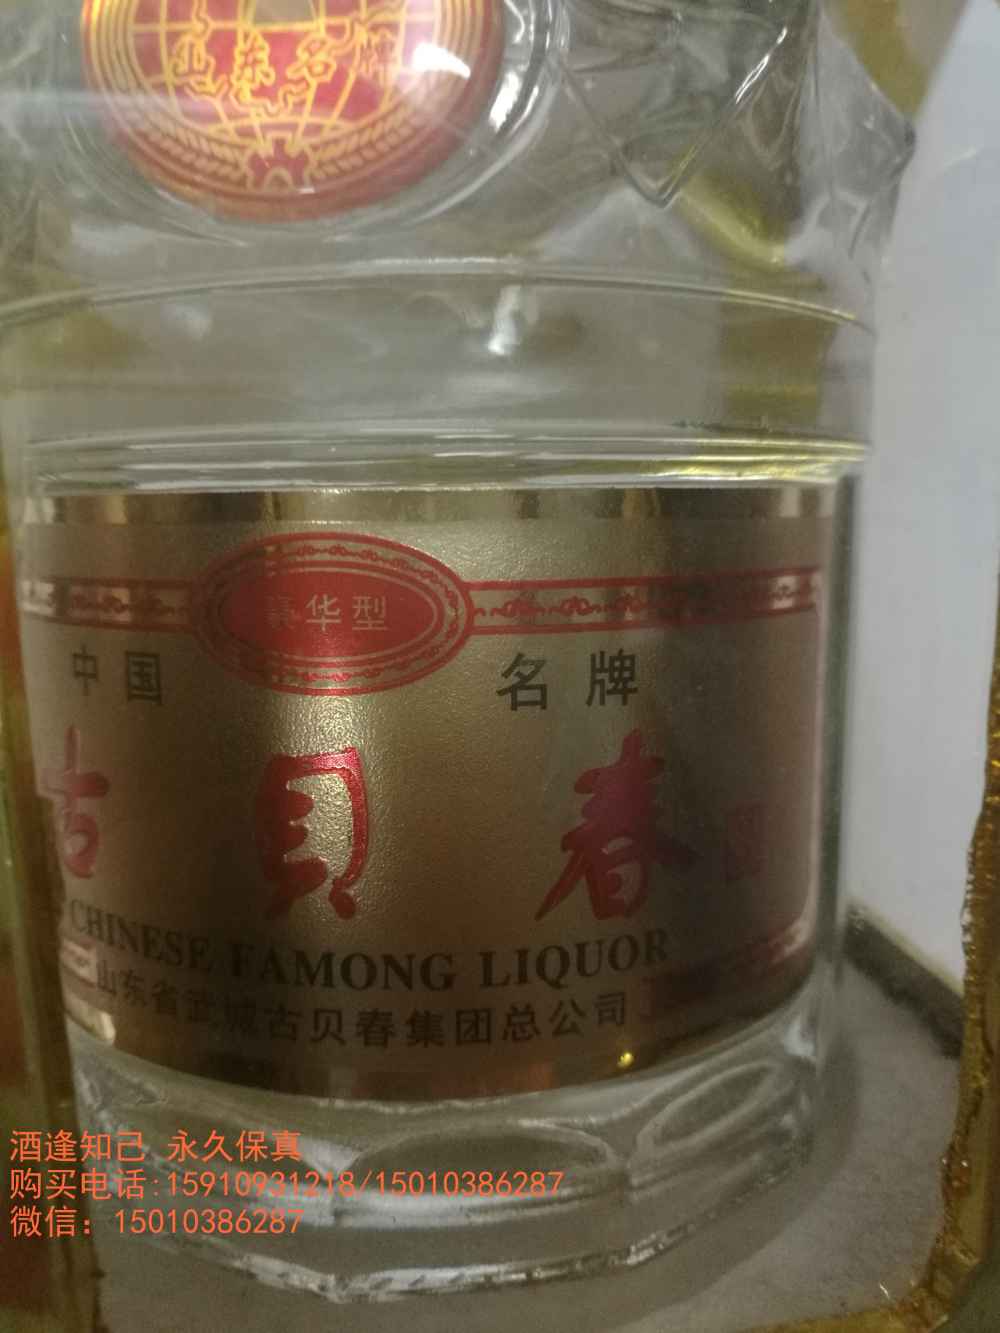 山东名牌
豪华型
中国 名牌
古贝春
CHINESE FAMONG LIQUOR
山东省武城古贝春集团总公司
酒逢知己 永久保真
购买电话:15910931218/15010386287
微信：15010386287